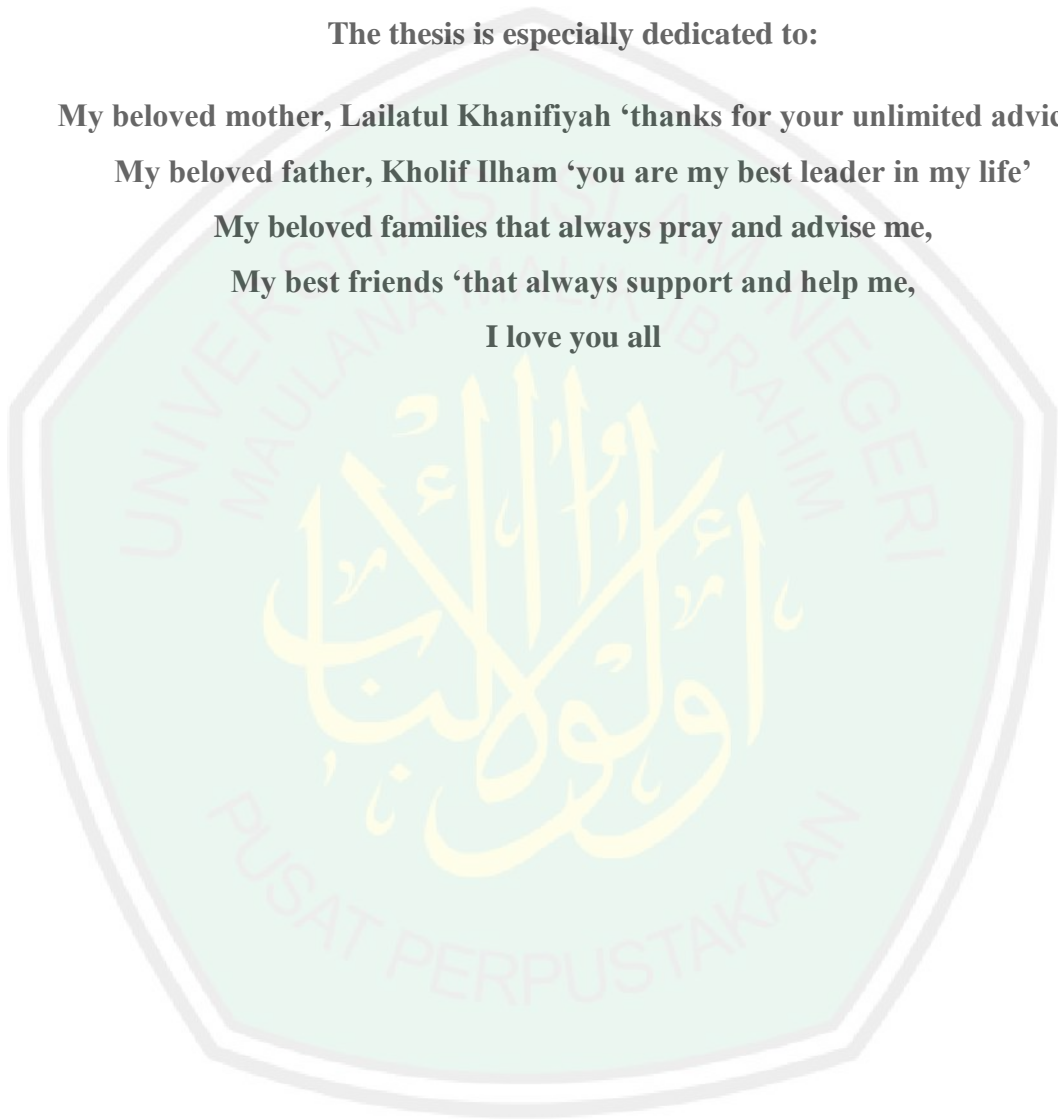 The thesis is especially dedicated to:
My beloved mother, Lailatul Khanifiyah ‘thanks for your unlimited advic
My beloved father, Kholif Ilham ‘you are my best leader in my life’
My beloved families that always pray and advise me,
My best friends ‘that always support and help me,
I love you all
UNIVERSITAS ISLAM NEGERI
MAULANA MALIK IBRAHIM
أولوا الألباب
PUSAT PERPUSTAKAAN